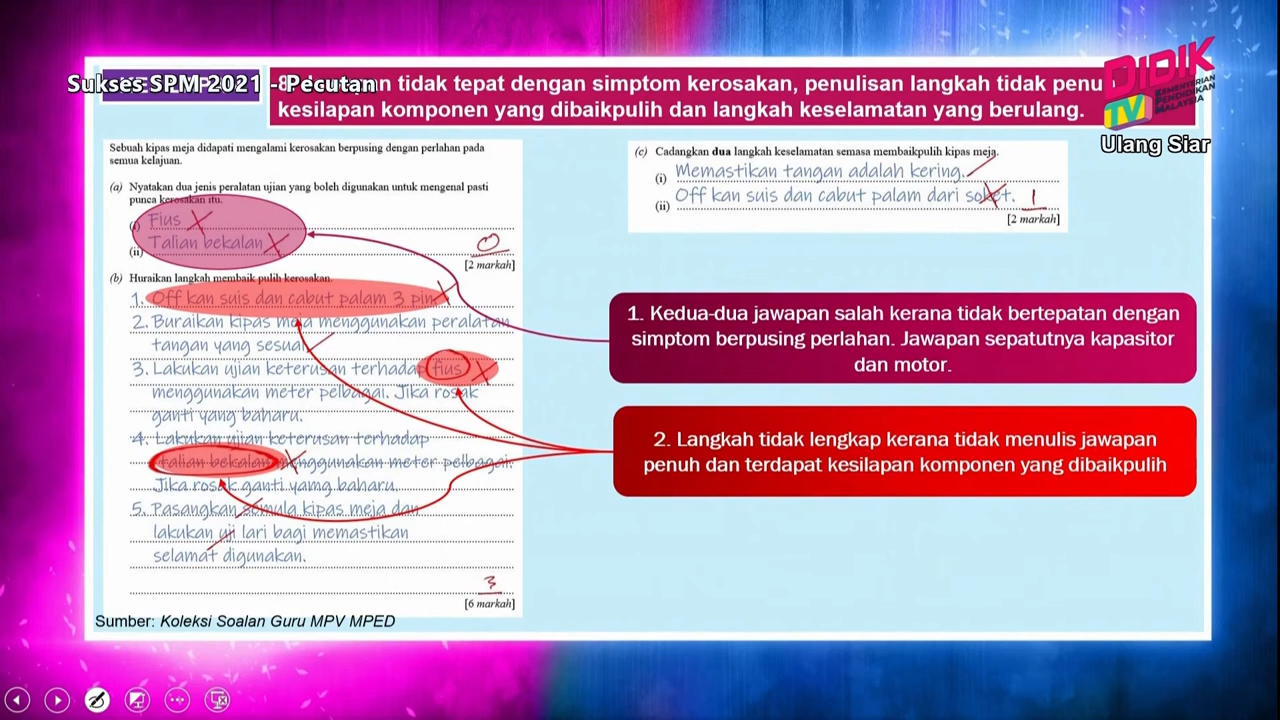 Sukses SPM 2021 - Pecutan
tidak tepat dengan simptom kerosakan, penulisan langkah tidak penu
kesilapan komponen yang dibaikpulih dan langkah keselamatan yang berulang.
DIDIK
TV
KEMENTERIAN
PENDIDIKAN
MALAYSIA
Ulang Siar
Sebuah kipas meja didapati mengalami kerosakan berpusing dengan perlahan pada
semua kelajuan.
(a) Nyatakan dua jenis peralatan ujian yang boleh digunakan untuk mengenal pasti
punca kerosakan itu.
(i) Fius
(ii) Talian bekalan
0
[2 markah]
(b) Huraikan langkah membaik pulih kerosakan.
1. Off kan suis dan cabut palam 3 pin
2. Buraikan kipas meja menggunakan peralatan
tangan yang sesuai
3. Lakukan ujian keterusan terhadap fius
menggunakan meter pelbagai. Jika rosak
ganti yang baharu.
4. Lakukan ujian keterusan terhadap
talian bekalan menggunakan meter pelbagai.
Jika rosak ganti yamg baharu.
5. Pasangkan semula kipas meja dan
lakukan uji lari bagi memastikan
selamat digunakan.
3
[6 markah]
Sumber: Koleksi Soalan Guru MPV MPED
(c) Cadangkan dua langkah keselamatan semasa membaikpulih kipas meja.
(i) Memastikan tangan adalah kering.
(ii) Off kan suis dan cabut palam dari soket. 1
[2 markah]
1. Kedua-dua jawapan salah kerana tidak bertepatan dengan
simptom berpusing perlahan. Jawapan sepatutnya kapasitor
dan motor.
2. Langkah tidak lengkap kerana tidak menulis jawapan
penuh dan terdapat kesilapan komponen yang dibaikpulih